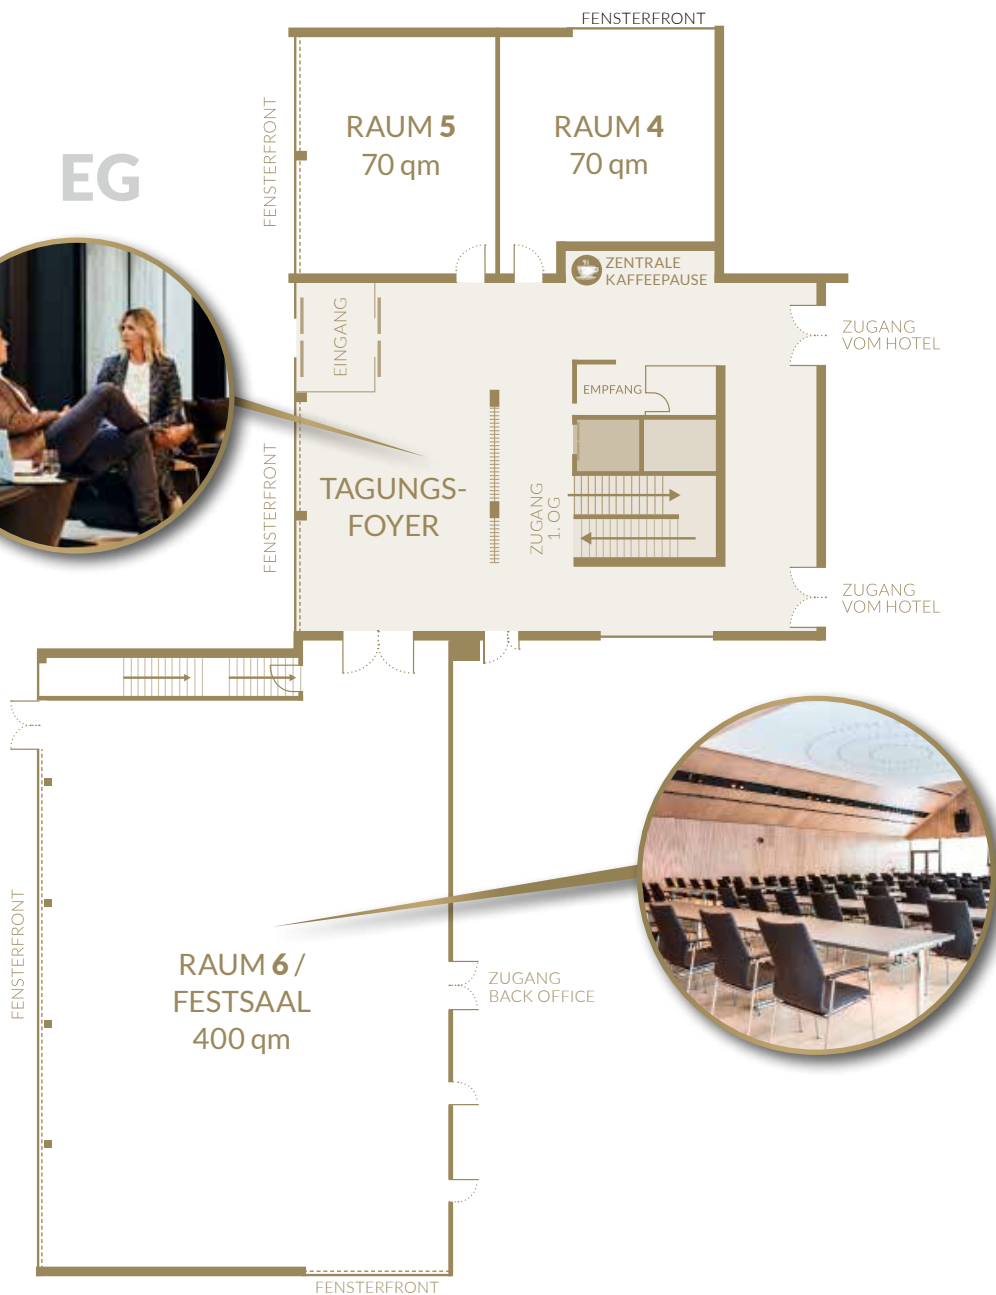 FENSTERFRONT
EG
FENSTERFRONT
RAUM 5
70 qm
RAUM 4
70 qm
ZENTRALE
KAFFEEPAUSE
EINGANG
ZUGANG
VOM HOTEL
EMPFANG
FENSTERFRONT
TAGUNGS-
FOYER
ZUGANG
1. OG
ZUGANG
VOM HOTEL
FENSTERFRONT
RAUM 6 /
FESTSAAL
400 qm
ZUGANG
BACK OFFICE
FENSTERFRONT